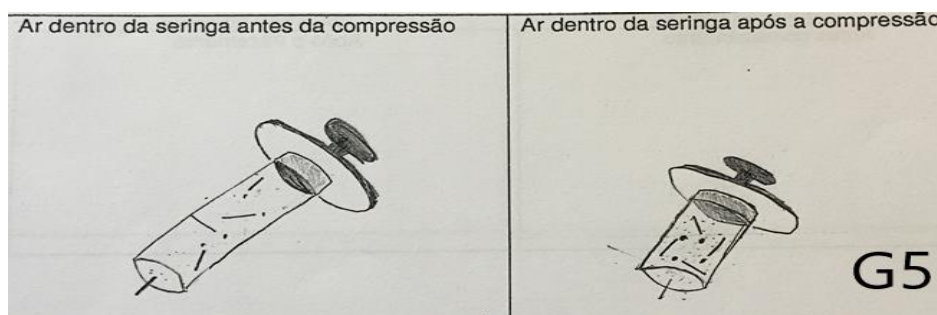 Ar dentro da seringa antes da compressão
Ar dentro da seringa após a compressão
G5